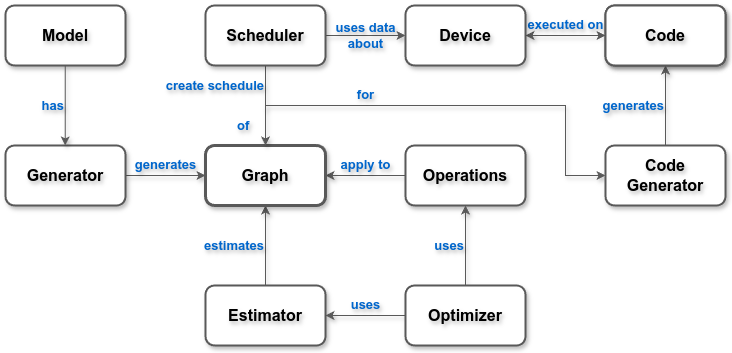 Model
Scheduler
uses data
about
Device
executed on
Code
has
create schedule
for
of
generates
Generator
generates
Graph
apply to
Operations
Code
Generator
estimates
uses
Estimator
uses
Optimizer